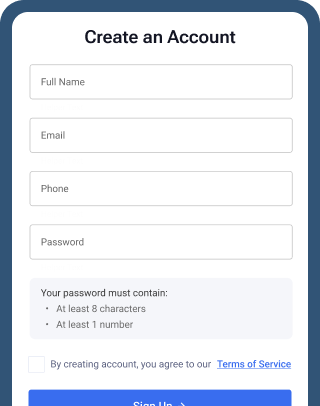 Create an Account
Full Name
Email
Phone
Password
Your password must contain:
• At least 8 characters
• At least 1 number
By creating account, you agree to our Terms of Service
Sign Up →